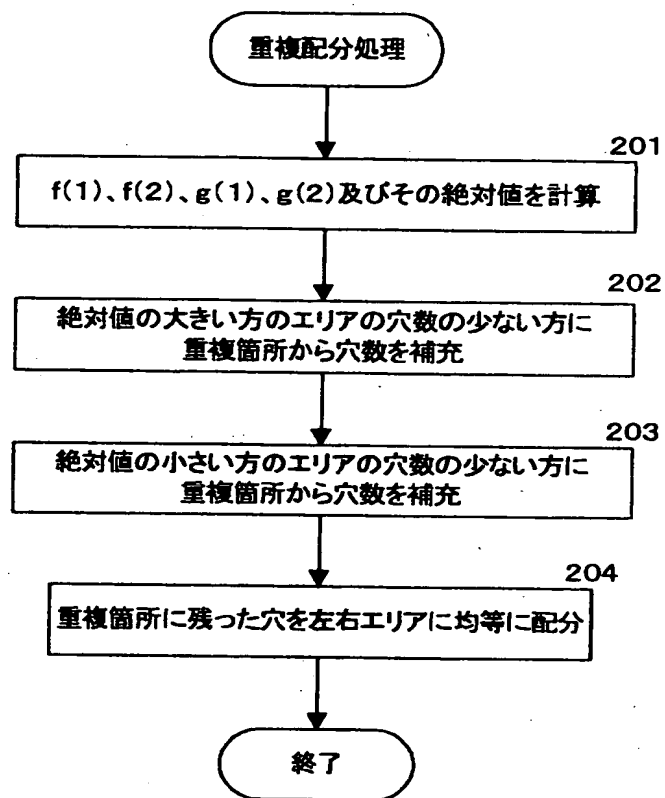 重複配分処理
201
f(1)、f(2)、g(1)、g(2)及びその絶対値を計算
202
絶対値の大きい方のエリアの穴数の少ない方に
重複箇所から穴数を補充
203
絶対値の小さい方のエリアの穴数の少ない方に
重複箇所から穴数を補充
204
重複箇所に残った穴を左右エリアに均等に配分
終了